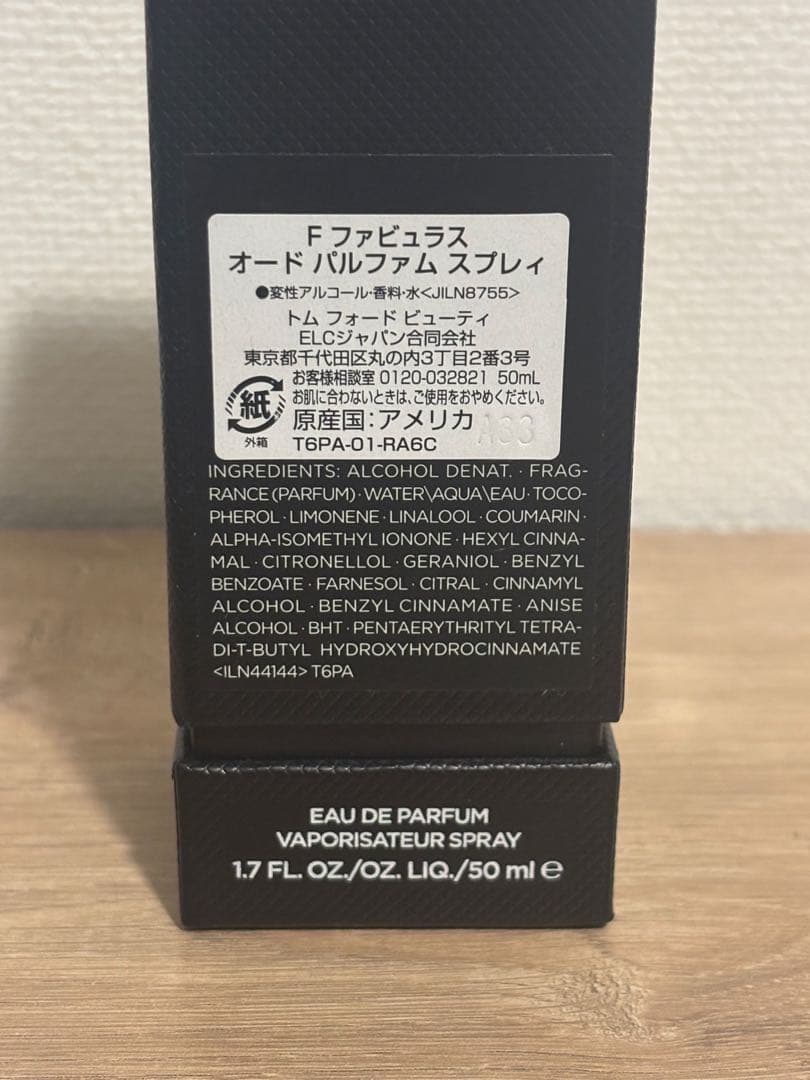 F ファビュラス
オード パルファム スプレィ
●変性アルコール・香料・水<JILN8755>
トム フォード ビューティ
ELCジャパン合同会社
東京都千代田区丸の内3丁目2番3号
お客様相談室 0120-032821 50mL
お肌に合わないときは、ご使用をおやめください。
紙
外箱
原産国:アメリカ
A33
T6PA-01-RA6C
INGREDIENTS: ALCOHOL DENAT. · FRAG-
RANCE (PARFUM) · WATER\AQUA\EAU · TOCO-
PHEROL · LIMONENE · LINALOOL · COUMARIN ·
ALPHA-ISOMETHYL IONONE · HEXYL CINNA-
MAL · CITRONELLOL · GERANIOL · BENZYL
BENZOATE · FARNESOL · CITRAL · CINNAMYL
ALCOHOL · BENZYL CINNAMATE · ANISE
ALCOHOL · BHT · PENTAERYTHRITYL TETRA-
DI-T-BUTYL HYDROXYHYDROCINNAMATE
<ILN44144> T6PA
EAU DE PARFUM
VAPORISATEUR SPRAY
1.7 FL. OZ./OZ. LIQ./50 ml ℮